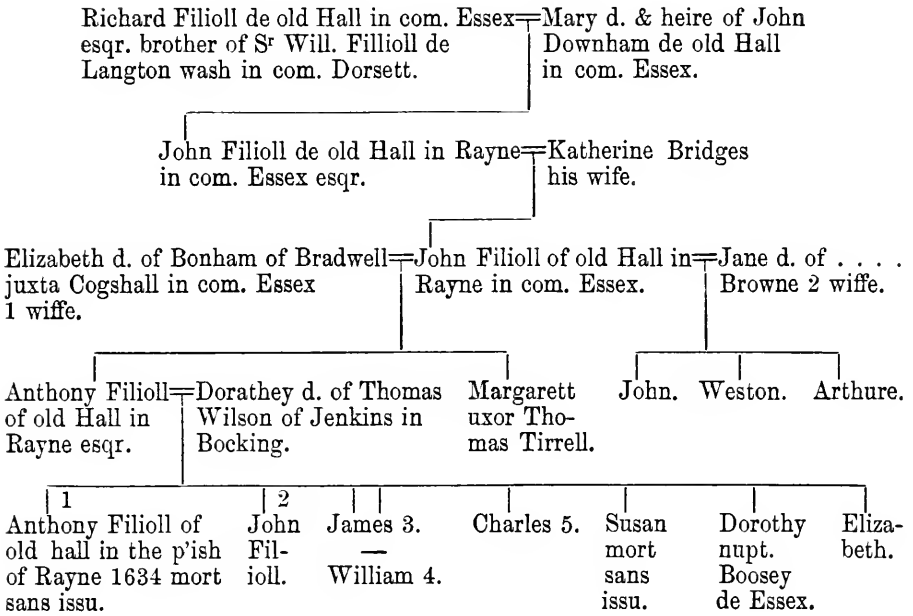 Richard Filioll de old Hall in com. Essex
esqr. brother of Sʳ Will. Fillioll de
Langton wash in com. Dorsett.
Mary d. & heire of John
Downham de old Hall
in com. Essex.
John Filioll de old Hall in Rayne
in com. Essex esqr.
Katherine Bridges
his wife.
Elizabeth d. of Bonham of Bradwell
juxta Cogshall in com. Essex
1 wiffe.
John Filioll of old Hall in
Rayne in com. Essex.
Jane d. of . . . .
Browne 2 wiffe.
Anthony Filioll
of old Hall in
Rayne esqr.
Dorathey d. of Thomas
Wilson of Jenkins in
Bocking.
Margarett
uxor Tho-
mas Tirrell.
John.
Weston.
Arthure.
1
Anthony Filioll of
old hall in the p'ish
of Rayne 1634 mort
sans issu.
2
John
Fil-
ioll.
James 3.
—
William 4.
Charles 5.
Susan
mort
sans
issu.
Dorothy
nupt.
Boosey
de Essex.
Eliza-
beth.